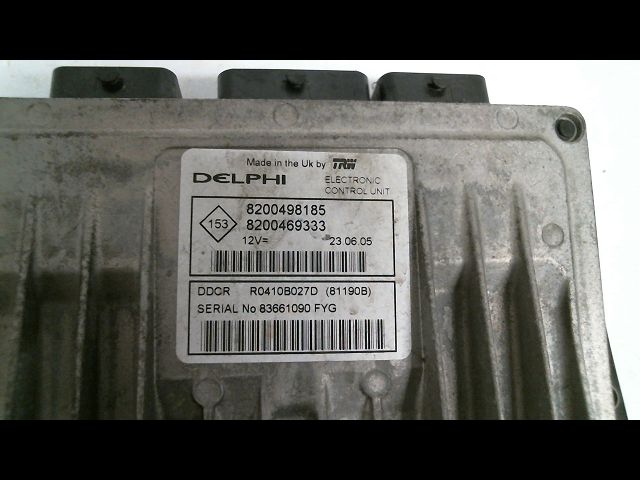 Made in the Uk by TRW
DELPHI ELECTRONIC
CONTROL UNIT
153
8200498185
8200469333
12V= 23.06.05
DDCR R0410B027D (81190B)
SERIAL No 83661090 FYG